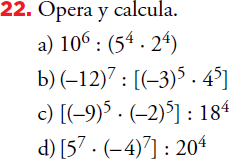 22. Opera y calcula.
a) 10⁶ : (5⁴ · 2⁴)
b) (–12)⁷ : [(–3)⁵ · 4⁵]
c) [(–9)⁵ · (–2)⁵] : 18⁴
d) [5⁷ · (–4)⁷] : 20⁴